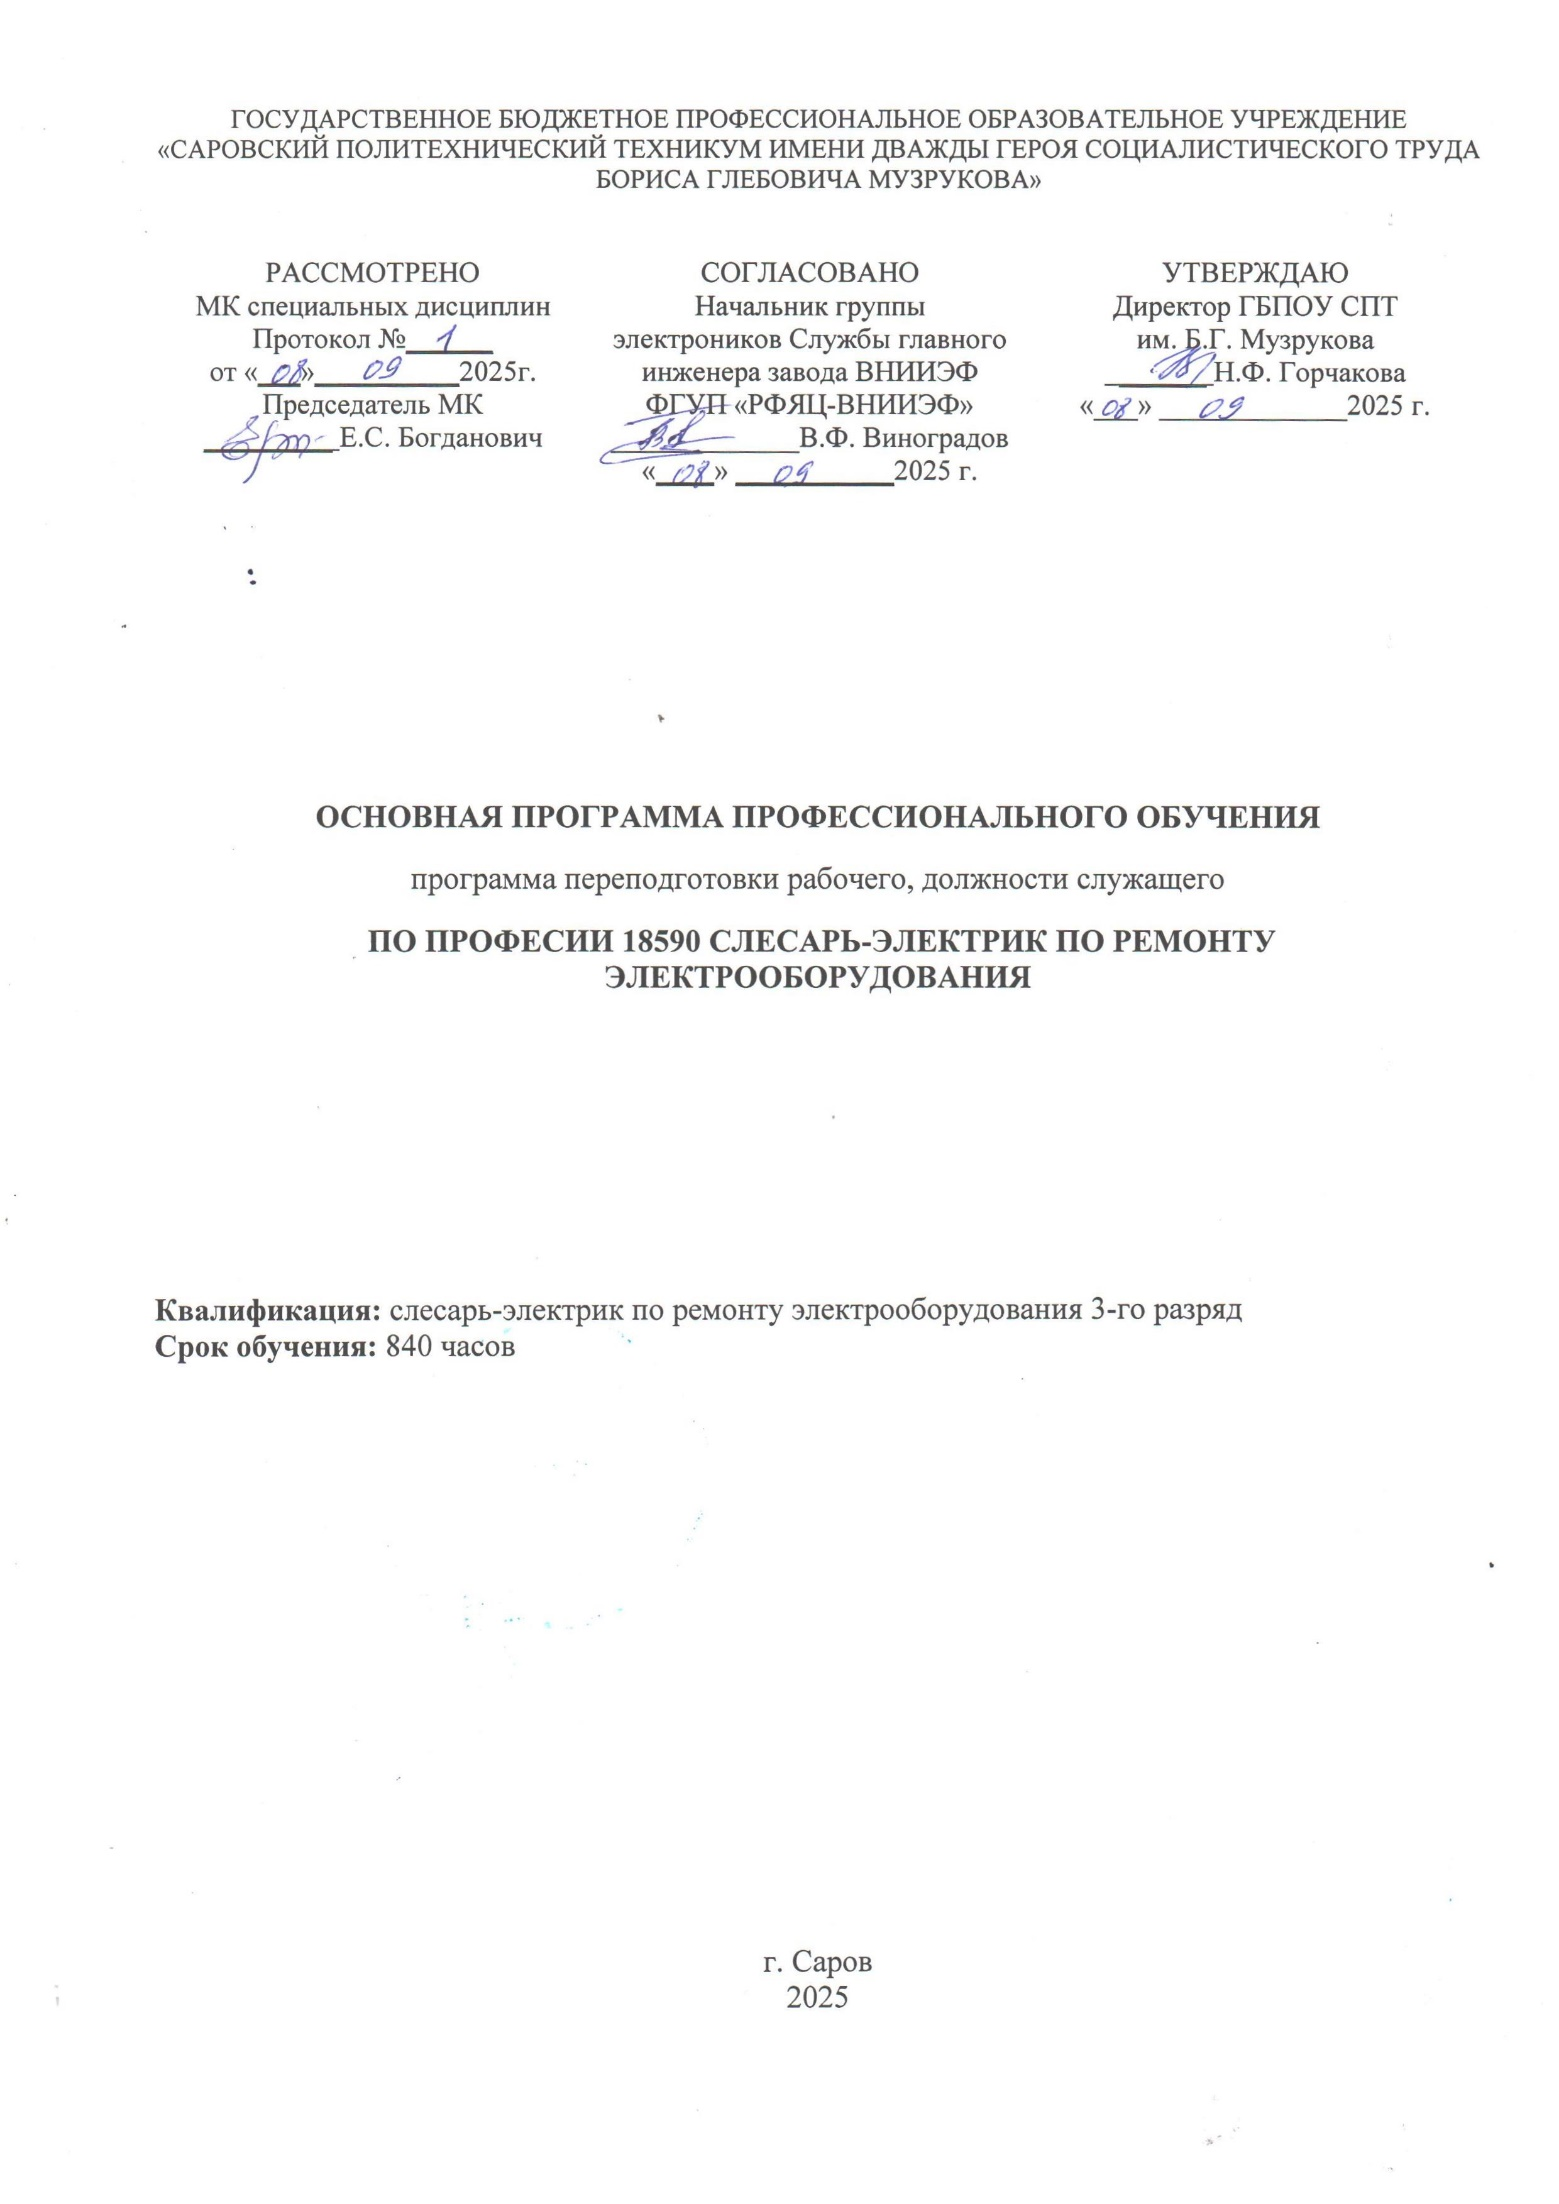 ГОСУДАРСТВЕННОЕ БЮДЖЕТНОЕ ПРОФЕССИОНАЛЬНОЕ ОБРАЗОВАТЕЛЬНОЕ УЧРЕЖДЕНИЕ
«САРОВСКИЙ ПОЛИТЕХНИЧЕСКИЙ ТЕХНИКУМ ИМЕНИ ДВАЖДЫ ГЕРОЯ СОЦИАЛИСТИЧЕСКОГО ТРУДА
БОРИСА ГЛЕБОВИЧА МУЗРУКОВА»
РАССМОТРЕНО
МК специальных дисциплин
Протокол № 1
от «08» 09 2025г.
Председатель МК
Е.С. Богданович
СОГЛАСОВАНО
Начальник группы
электроников Службы главного
инженера завода ВНИИЭФ
ФГУП «РФЯЦ-ВНИИЭФ»
В.Ф. Виноградов
«08» 09 2025 г.
УТВЕРЖДАЮ
Директор ГБПОУ СПТ
им. Б.Г. Музрукова
Н.Ф. Горчакова
«08» 09 2025 г.
ОСНОВНАЯ ПРОГРАММА ПРОФЕССИОНАЛЬНОГО ОБУЧЕНИЯ
программа переподготовки рабочего, должности служащего
ПО ПРОФЕСИИ 18590 СЛЕСАРЬ-ЭЛЕКТРИК ПО РЕМОНТУ
ЭЛЕКТРООБОРУДОВАНИЯ
Квалификация: слесарь-электрик по ремонту электрооборудования 3-го разряд
Срок обучения: 840 часов
г. Саров
2025